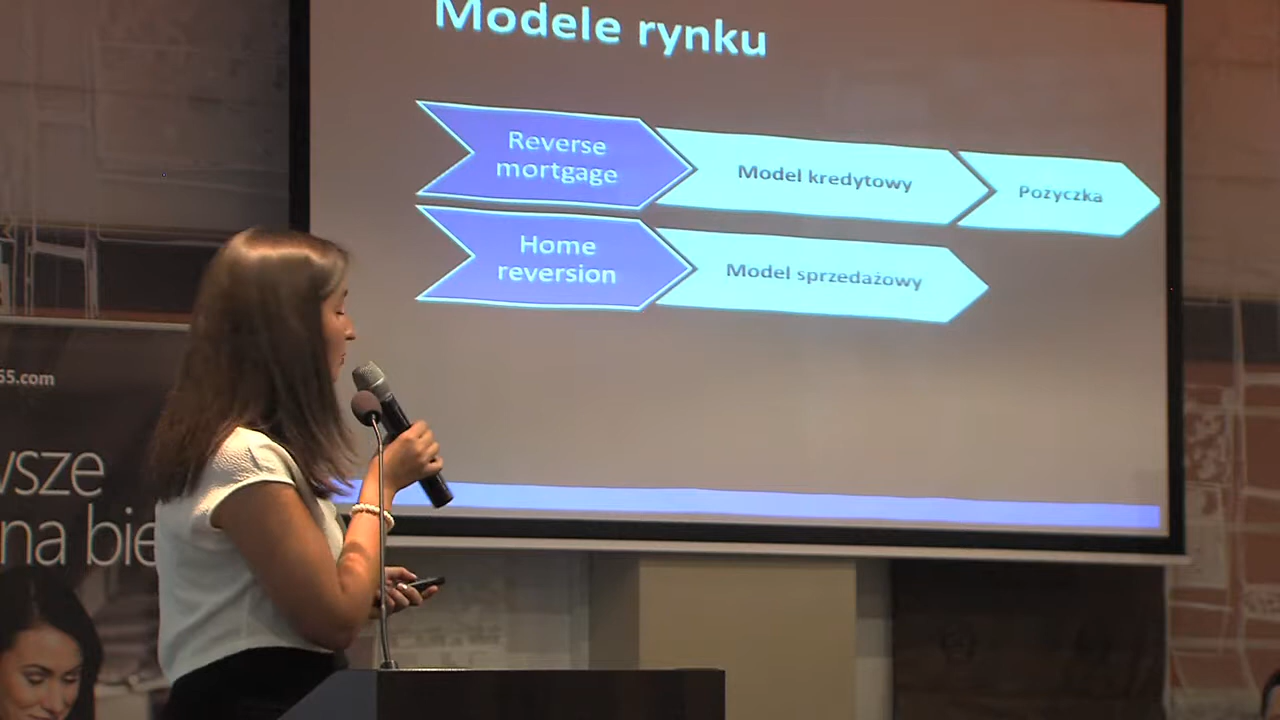 Modele rynku
Reverse
mortgage
Model kredytowy
Pożyczka
Home
reversion
Model sprzedażowy
55.com
wsze
na bie